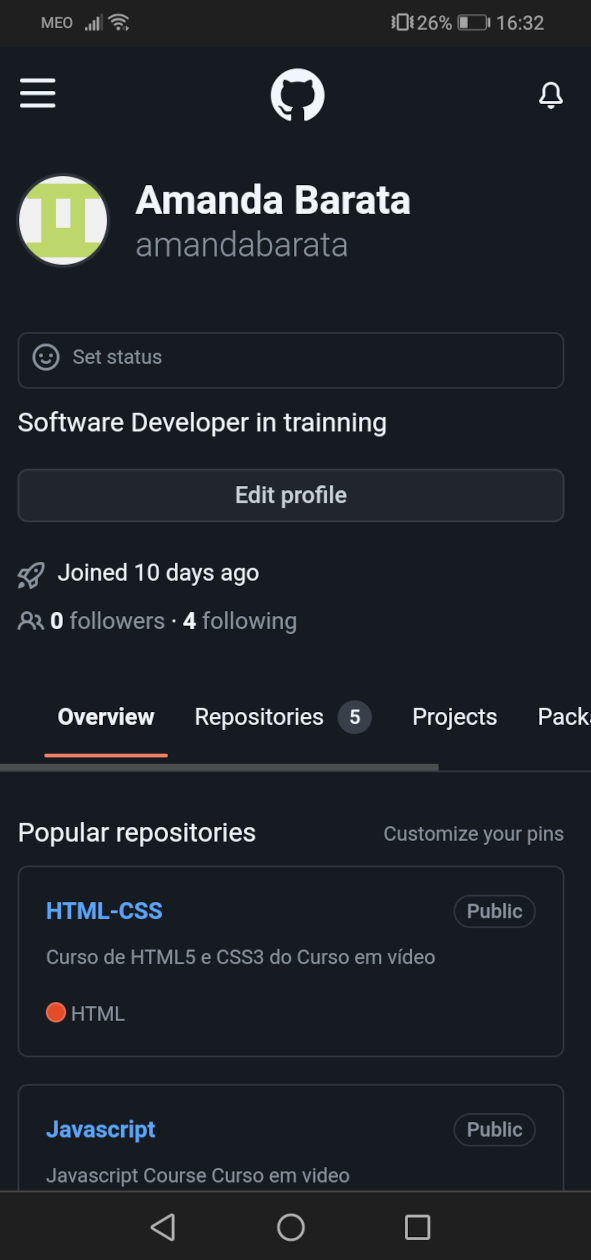 MEO 26% 16:32
Amanda Barata
amandabarata
Set status
Software Developer in trainning
Edit profile
Joined 10 days ago
0 followers · 4 following
Overview Repositories 5 Projects Pack
Popular repositories Customize your pins
HTML-CSS Public
Curso de HTML5 e CSS3 do Curso em vídeo
HTML
Javascript Public
Javascript Course Curso em video